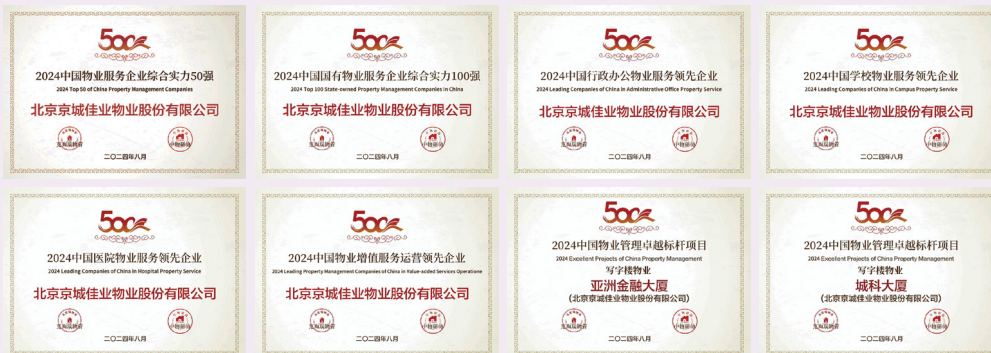 500
2024中国物业服务企业综合实力50强
2024 Top 50 of China Property Management Companies
北京京城佳业物业股份有限公司
二〇二四年八月
500
2024中国国有物业服务企业综合实力100强
2024 Top 100 State-owned Property Management Companies in China
北京京城佳业物业股份有限公司
二〇二四年八月
500
2024中国行政办公物业服务领先企业
2024 Leading Companies of China in Administrative Office Property Service
北京京城佳业物业股份有限公司
二〇二四年八月
500
2024中国学校物业服务领先企业
2024 Leading Companies of China in Campus Property Service
北京京城佳业物业股份有限公司
二〇二四年八月
500
2024中国医院物业服务领先企业
2024 Leading Companies of China in Hospital Property Service
北京京城佳业物业股份有限公司
二〇二四年八月
500
2024中国物业增值服务运营领先企业
2024 Leading Property Management Companies of China in Value-added Services Operations
北京京城佳业物业股份有限公司
二〇二四年八月
500
2024中国物业管理卓越标杆项目
2024 Excellent Projects of China Property Management
写字楼物业
亚洲金融大厦
(北京京城佳业物业股份有限公司)
二〇二四年八月
500
2024中国物业管理卓越标杆项目
2024 Excellent Projects of China Property Management
写字楼物业
城科大厦
(北京京城佳业物业股份有限公司)
二〇二四年八月